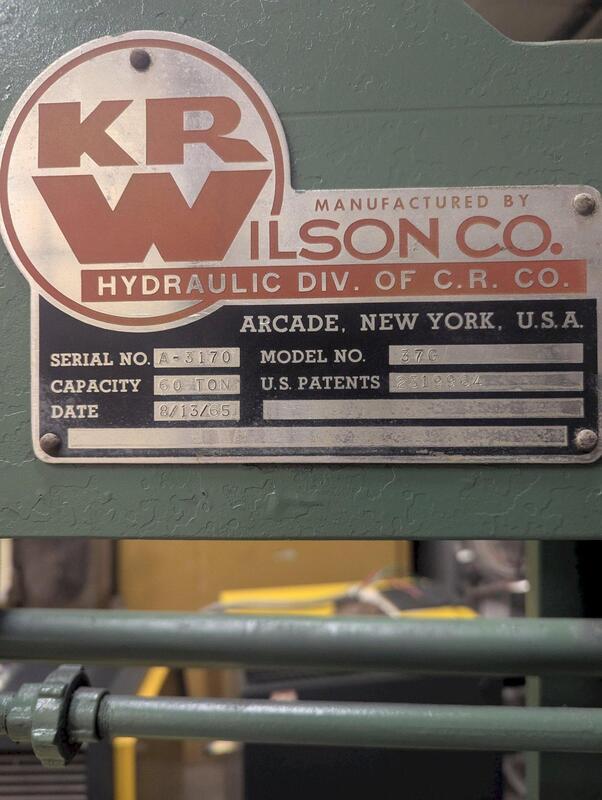 KR
WILSON CO.
MANUFACTURED BY
HYDRAULIC DIV. OF C.R. CO.
ARCADE, NEW YORK, U.S.A.
SERIAL NO. A-3170 MODEL NO. 37G
CAPACITY 60 TON U.S. PATENTS 2319964
DATE 8/13/65